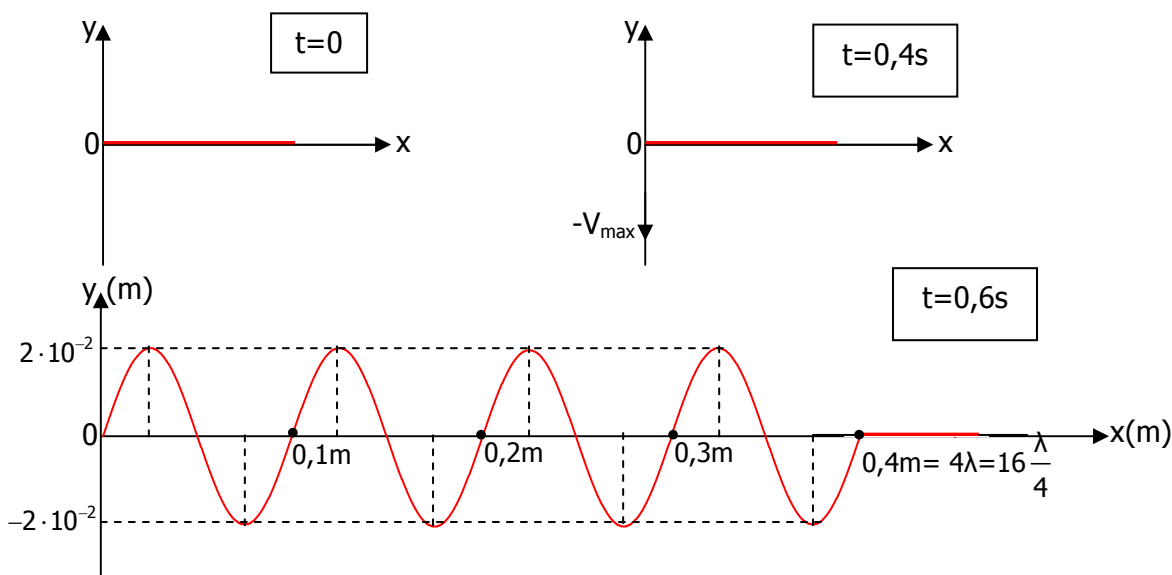 y
t=0
0
x
y
t=0,4s
0
x
-Vmax
y (m)
t=0,6s
2·10⁻²
0
0,1m
0,2m
0,3m
0,4m= 4λ=16 λ/4
x(m)
−2·10⁻²